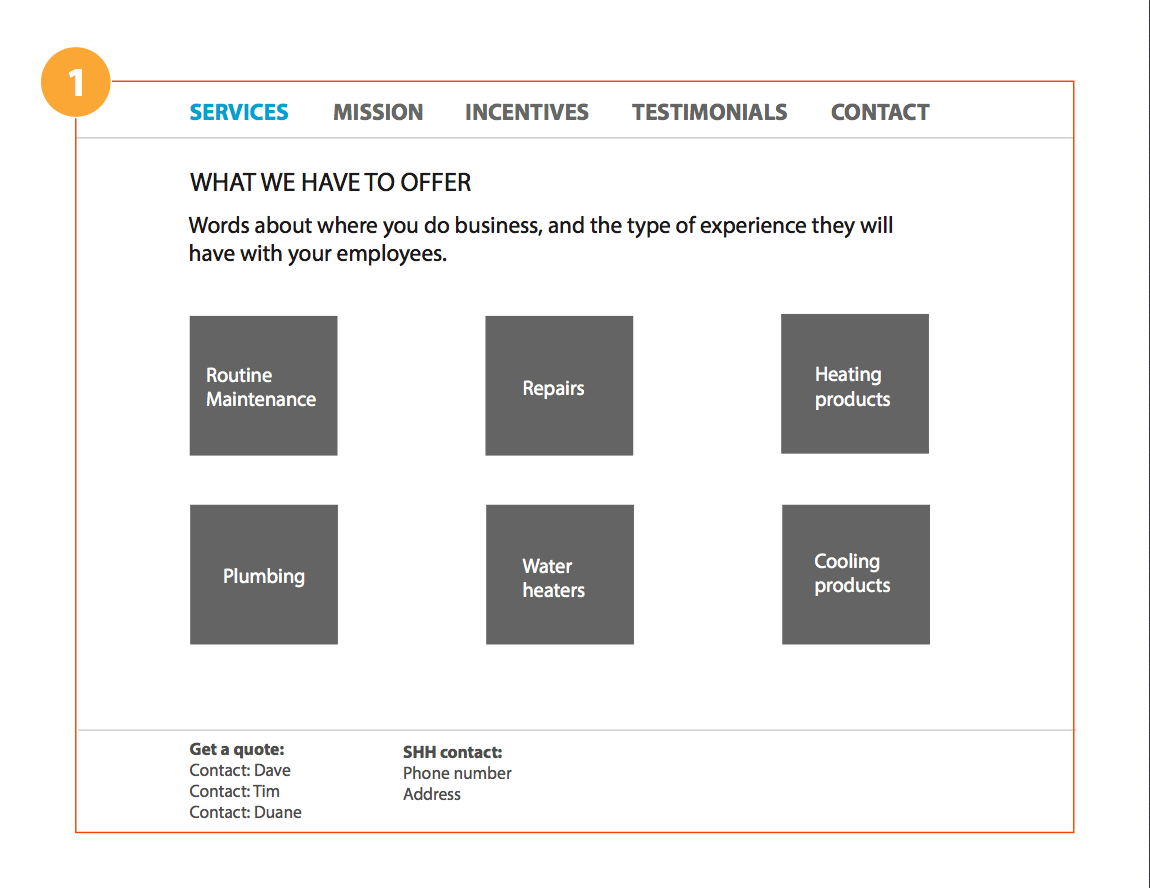 1
SERVICES MISSION INCENTIVES TESTIMONIALS CONTACT
WHAT WE HAVE TO OFFER
Words about where you do business, and the type of experience they will
have with your employees.
Routine
Maintenance
Repairs
Heating
products
Plumbing
Water
heaters
Cooling
products
Get a quote:
Contact: Dave
Contact: Tim
Contact: Duane
SHH contact:
Phone number
Address